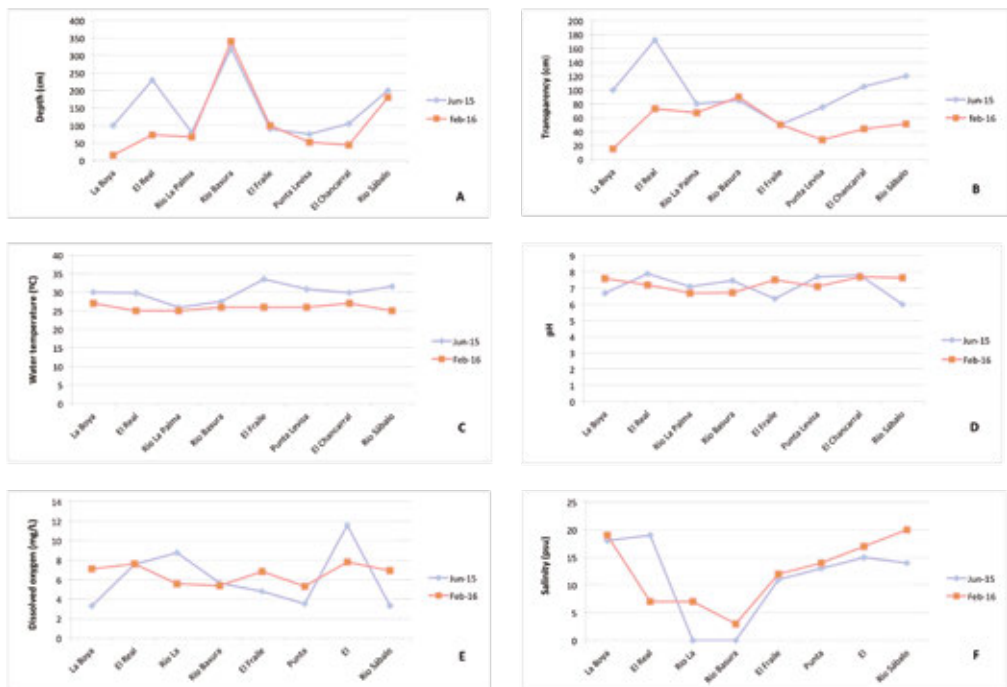 Depth (cm)
400
350
300
250
200
150
100
50
0
La Boya
El Real
Rio La Palma
Rio Basura
El Fraile
Punta Levisa
El Chancarral
Rio Sábalo
Jun-15
Feb-16
A
Transparency (cm)
200
180
160
140
120
100
80
60
40
20
0
La Boya
El Real
Rio La Palma
Rio Basura
El Fraile
Punta Levisa
El Chancarral
Rio Sábalo
Jun-15
Feb-16
B
Water temperature (ºC)
40
35
30
25
20
15
10
5
0
La Boya
El Real
Rio La Palma
Rio Basura
El Fraile
Punta Levisa
El Chancarral
Rio Sábalo
Jun-15
Feb-16
C
pH
9
8
7
6
5
4
3
2
1
0
La Boya
El Real
Rio La Palma
Rio Basura
El Fraile
Punta Levisa
El Chancarral
Rio Sábalo
Jun-15
Feb-16
D
Dissolved oxygen (mg/L)
14
12
10
8
6
4
2
0
La Boya
El Real
Rio La
Rio Basura
El Fraile
Punta
El
Rio Sábalo
Jun-15
Feb-16
E
Salinity (psu)
25
20
15
10
5
0
La Boya
El Real
Rio La
Rio Basura
El Fraile
Punta
El
Rio Sábalo
Jun-15
Feb-16
F